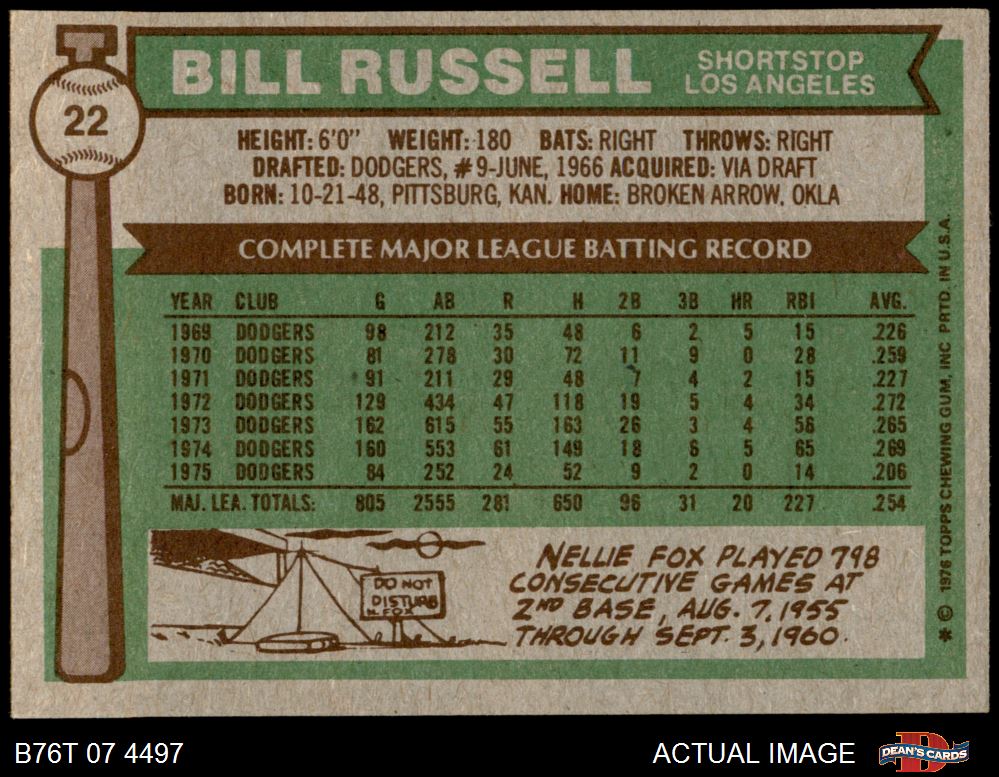 22
BILL RUSSELL
SHORTSTOP
LOS ANGELES
HEIGHT: 6'0" WEIGHT: 180 BATS: RIGHT THROWS: RIGHT
DRAFTED: DODGERS, #9-JUNE, 1966 ACQUIRED: VIA DRAFT
BORN: 10-21-48, PITTSBURG, KAN. HOME: BROKEN ARROW, OKLA
COMPLETE MAJOR LEAGUE BATTING RECORD
YEAR CLUB G AB R H 2B 3B HR RBI AVG.
1969 DODGERS 98 212 35 48 6 2 5 15 .226
1970 DODGERS 81 278 30 72 11 9 0 28 .259
1971 DODGERS 91 211 29 48 7 4 2 15 .227
1972 DODGERS 129 434 47 118 19 5 4 34 .272
1973 DODGERS 162 615 55 163 26 3 4 56 .265
1974 DODGERS 160 553 61 149 18 6 5 65 .269
1975 DODGERS 84 252 24 52 9 2 0 14 .206
MAJ. LEA. TOTALS: 805 2555 281 650 96 31 20 227 .254
DO NOT
DISTURB
N. FOX
NELLIE FOX PLAYED 798
CONSECUTIVE GAMES AT
2ND BASE, AUG. 7, 1955
THROUGH SEPT. 3, 1960.
* © 1976 TOPPS CHEWING GUM, INC PRTD. IN U.S.A.
B76T 07 4497
ACTUAL IMAGE
DEAN'S CARDS